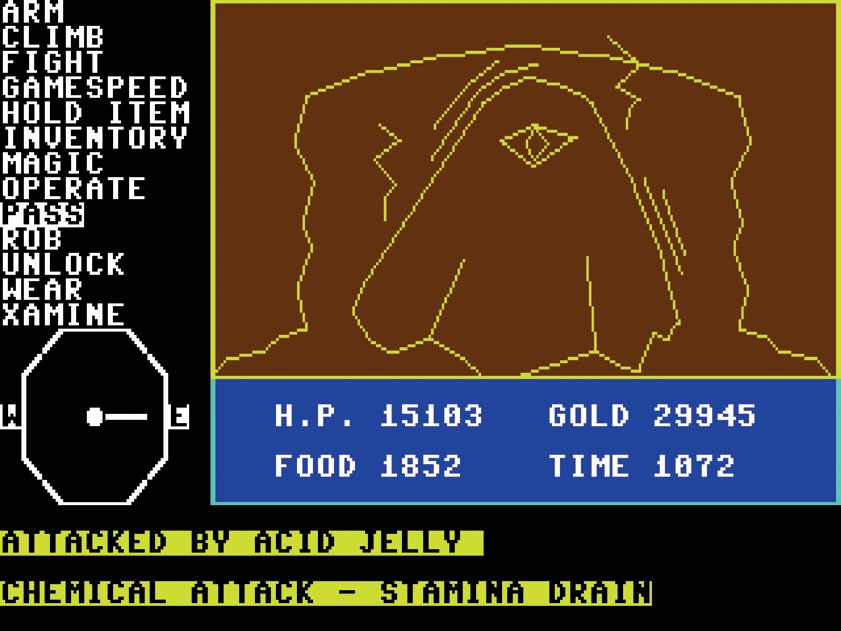 ARM
CLIMB
FIGHT
GAMESPEED
HOLD ITEM
INVENTORY
MAGIC
OPERATE
PASS
ROB
UNLOCK
WEAR
XAMINE
W E
H.P. 15103 GOLD 29945
FOOD 1852 TIME 1072
ATTACKED BY ACID JELLY
CHEMICAL ATTACK - STAMINA DRAIN